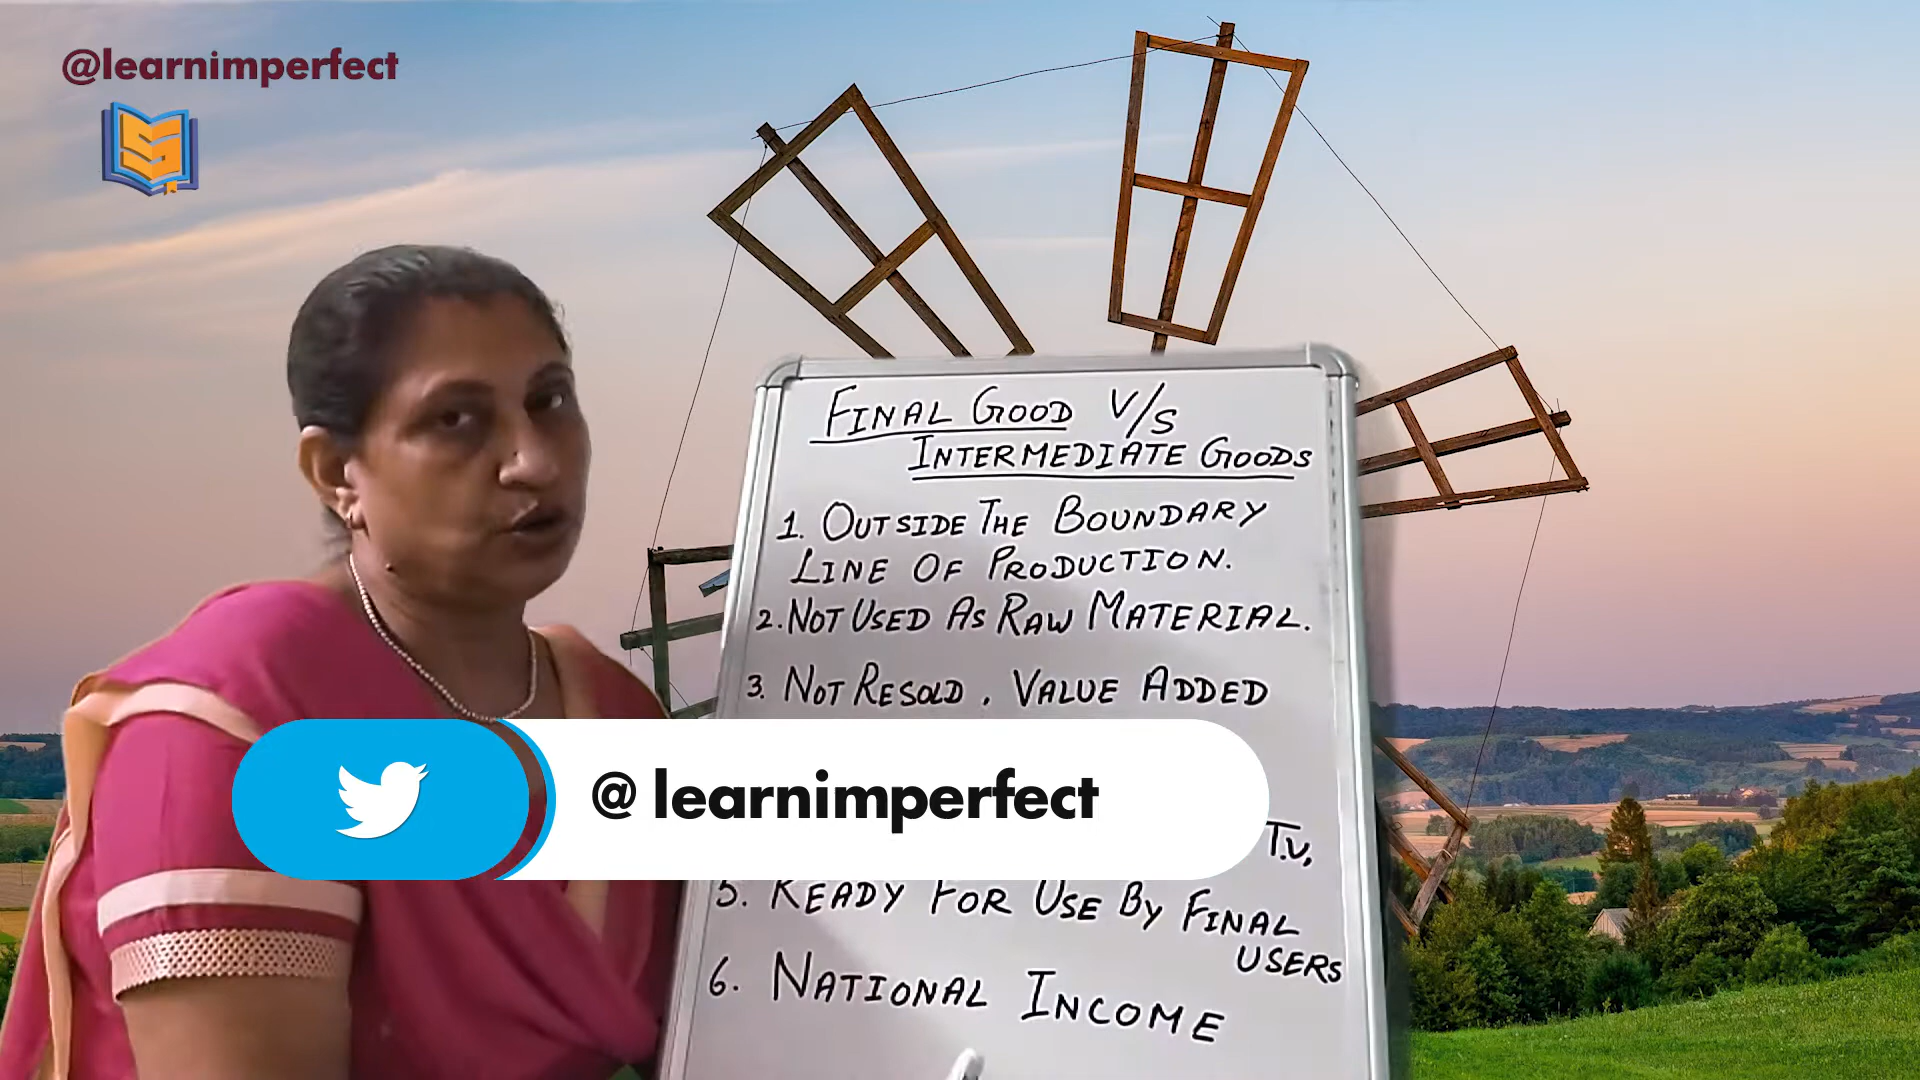 @learnimperfect
FINAL GOOD V/S
INTERMEDIATE GOODS
1. OUTSIDE THE BOUNDARY
LINE OF PRODUCTION.
2. NOT USED AS RAW MATERIAL.
3. NOT RESOLD. VALUE ADDED
@ learnimperfect
T.V,
5. READY FOR USE BY FINAL
USERS
6. NATIONAL INCOME